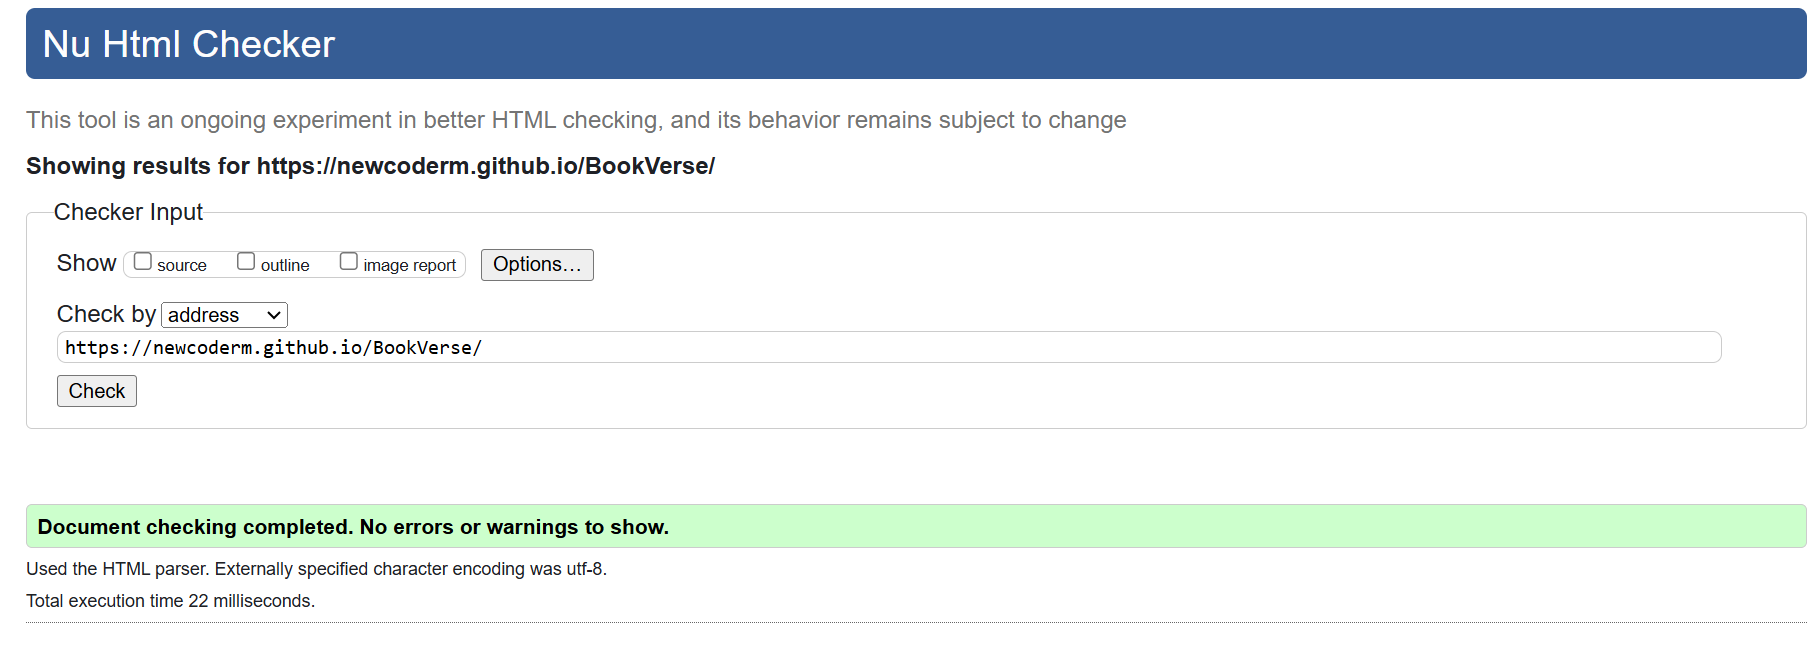 Nu Html Checker
This tool is an ongoing experiment in better HTML checking, and its behavior remains subject to change
Showing results for https://newcoderm.github.io/BookVerse/
Checker Input
Show source outline image report Options…
Check by address
https://newcoderm.github.io/BookVerse/
Check
Document checking completed. No errors or warnings to show.
Used the HTML parser. Externally specified character encoding was utf-8.
Total execution time 22 milliseconds.